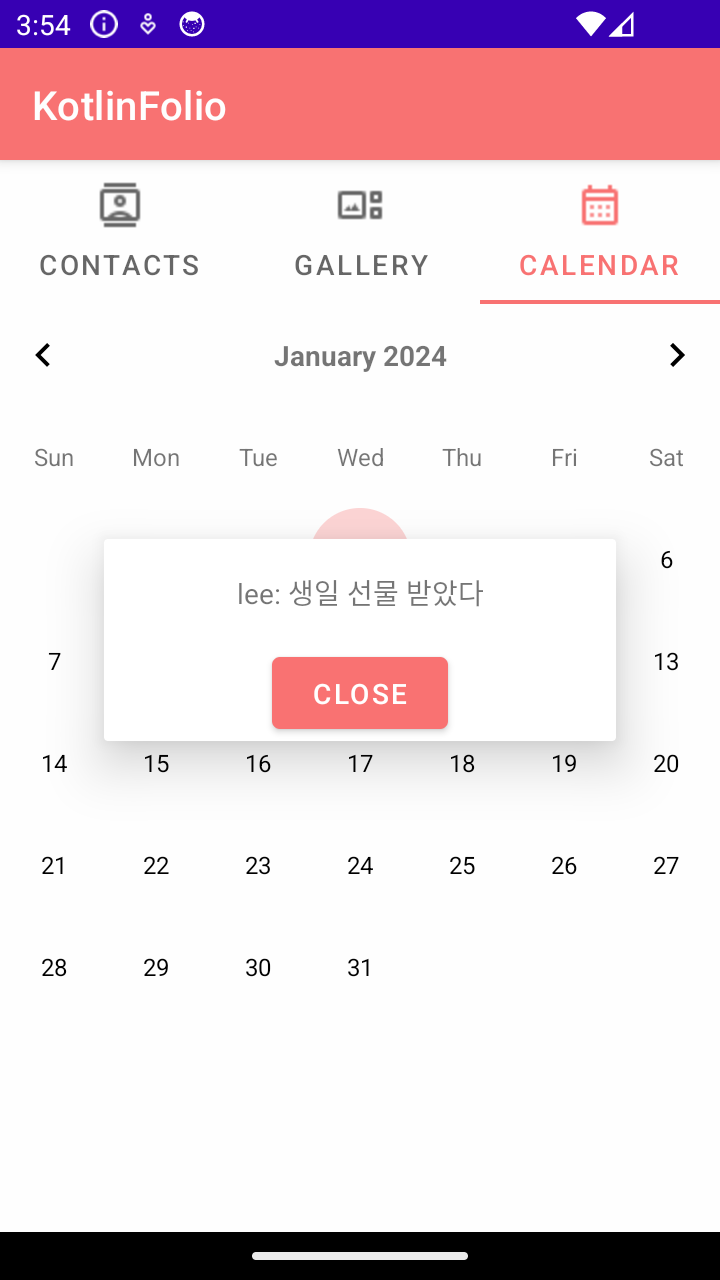 3:54
KotlinFolio
CONTACTS GALLERY CALENDAR
January 2024
Sun Mon Tue Wed Thu Fri Sat
6
lee: 생일 선물 받았다
7 13
CLOSE
14 15 16 17 18 19 20
21 22 23 24 25 26 27
28 29 30 31